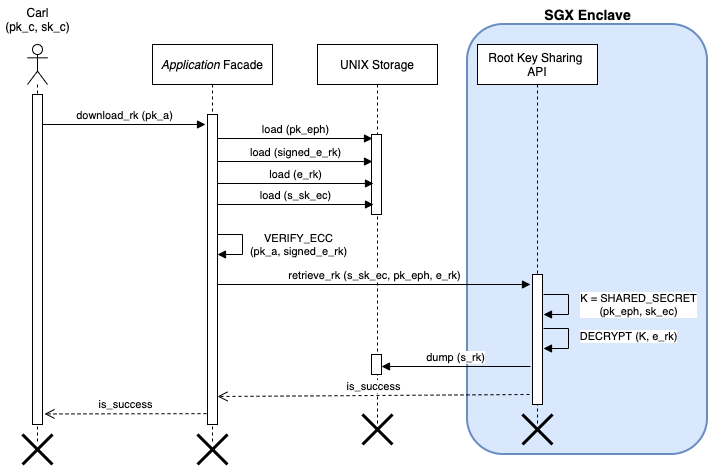 SGX Enclave
Carl
(pk_c, sk_c)
Application Facade
UNIX Storage
Root Key Sharing
API
download_rk (pk_a)
load (pk_eph)
load (signed_e_rk)
load (e_rk)
load (s_sk_ec)
VERIFY_ECC
(pk_a, signed_e_rk)
retrieve_rk (s_sk_ec, pk_eph, e_rk)
K = SHARED_SECRET
(pk_eph, sk_ec)
DECRYPT (K, e_rk)
dump (s_rk)
is_success
is_success